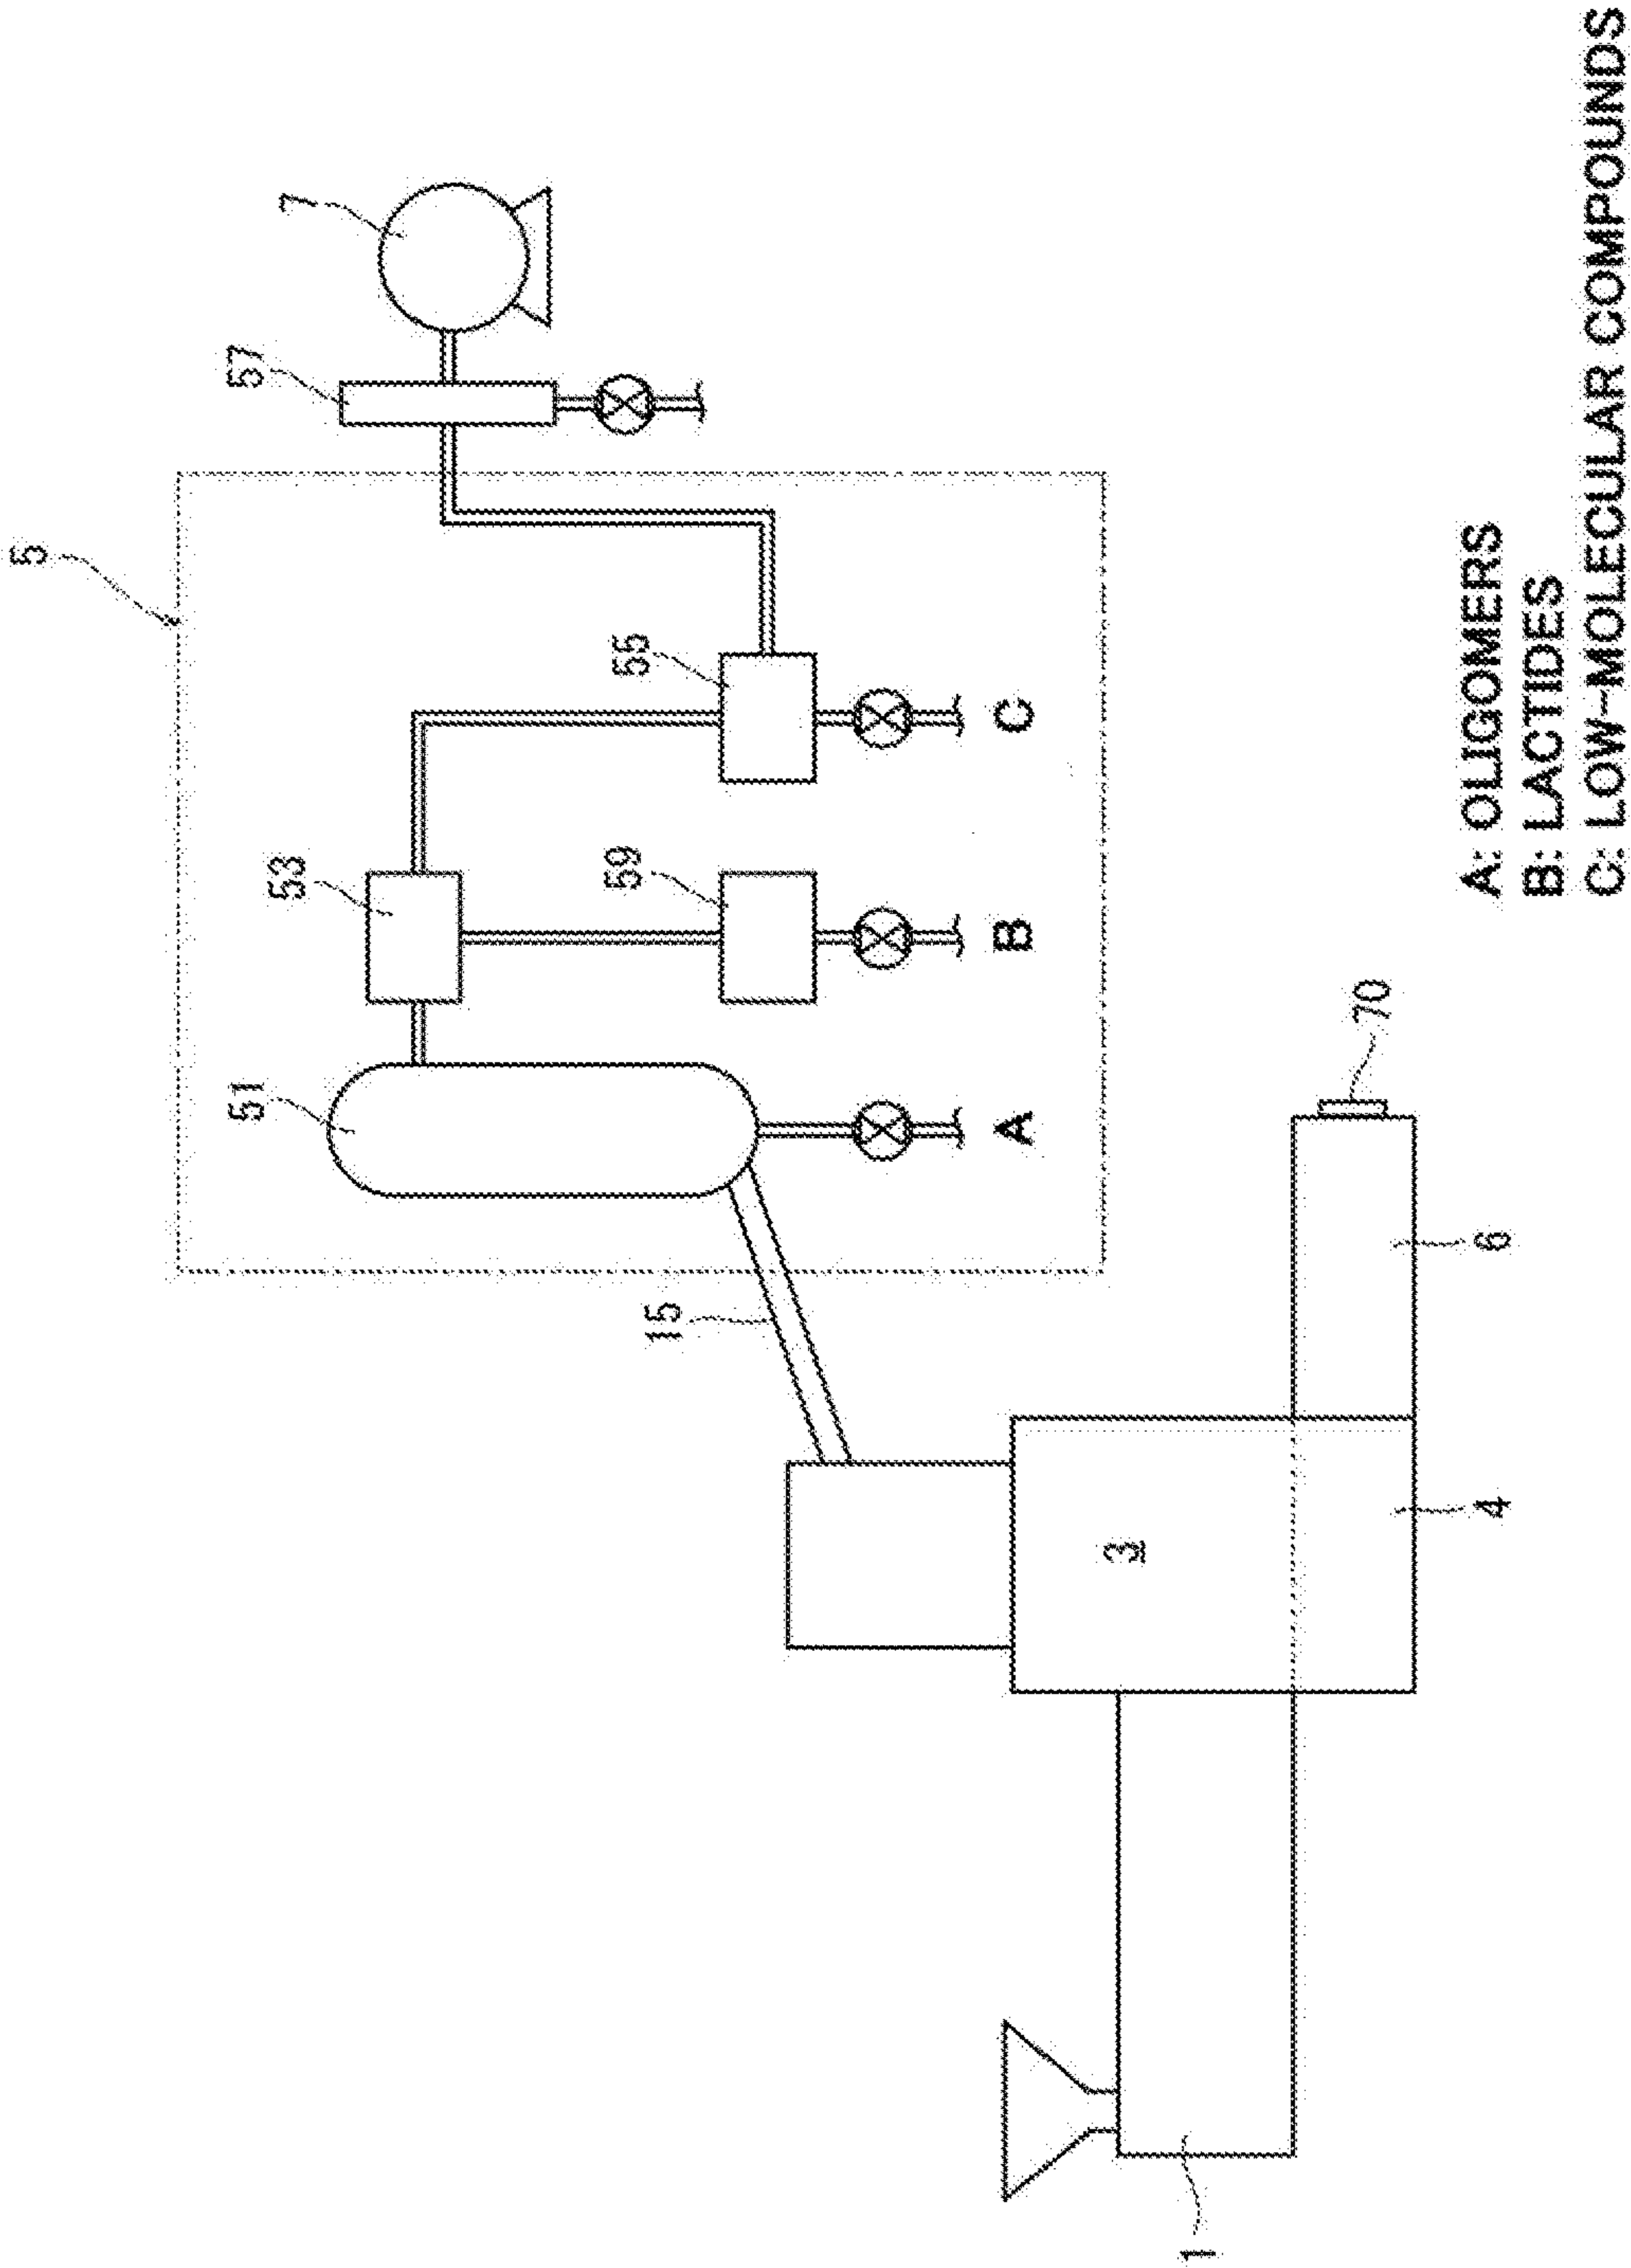 5
7
57
53
51
55
59
15
C
B
A
3
70
6
4
1
A: OLIGOMERS
B: LACTIDES
C: LOW-MOLECULAR COMPOUNDS